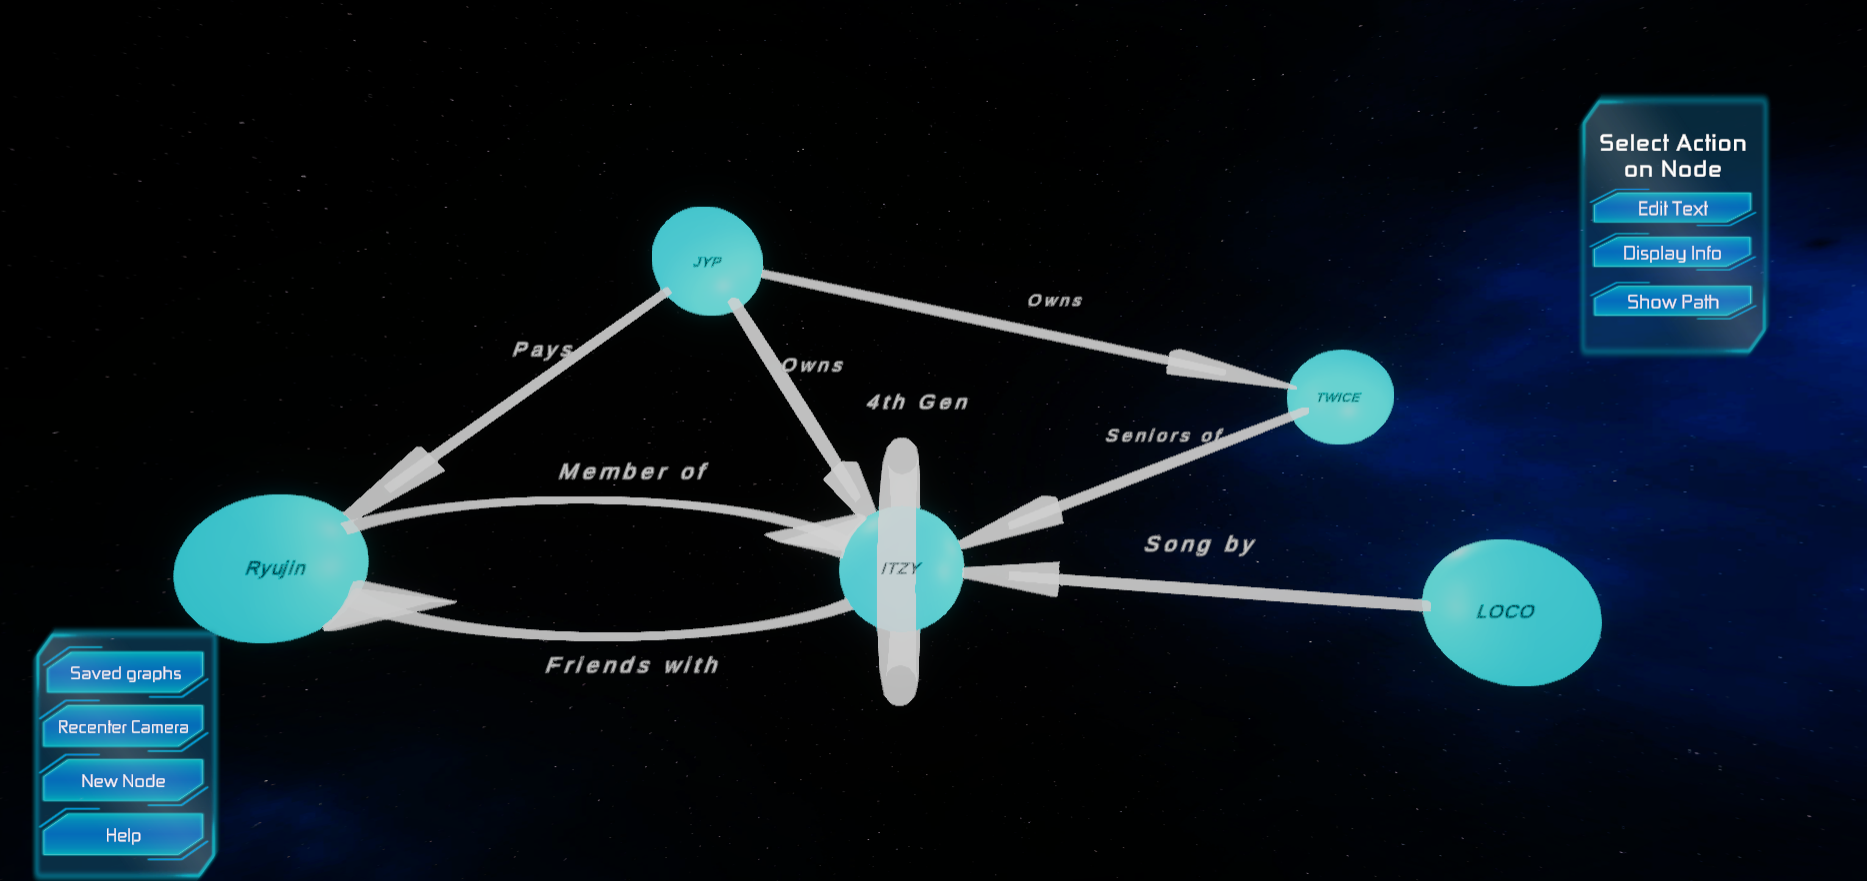 Select Action
on Node
Edit Text
Display Info
Show Path
JYP
Owns
Pays
Owns
4th Gen
TWICE
Seniors of
Member of
Song by
Ryujin
ITZY
LOCO
Friends with
Saved graphs
Recenter Camera
New Node
Help